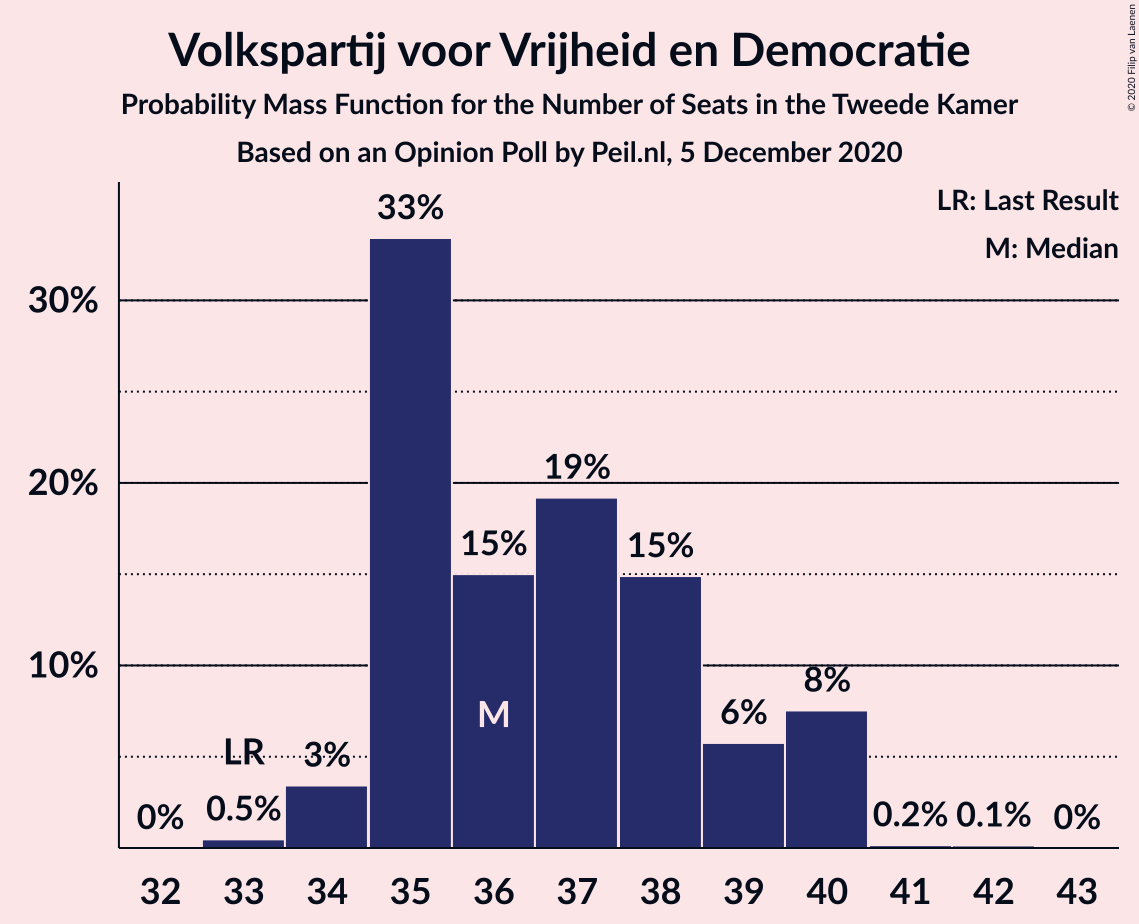 Volkspartij voor Vrijheid en Democratie
Probability Mass Function for the Number of Seats in the Tweede Kamer
Based on an Opinion Poll by Peil.nl, 5 December 2020
© 2020 Filip van Laenen
LR: Last Result
M: Median
33%
30%
20%
19%
15%
15%
10%
8%
6%
M
LR
3%
0%
0.5%
0.2%
0.1%
0%
32 33 34 35 36 37 38 39 40 41 42 43